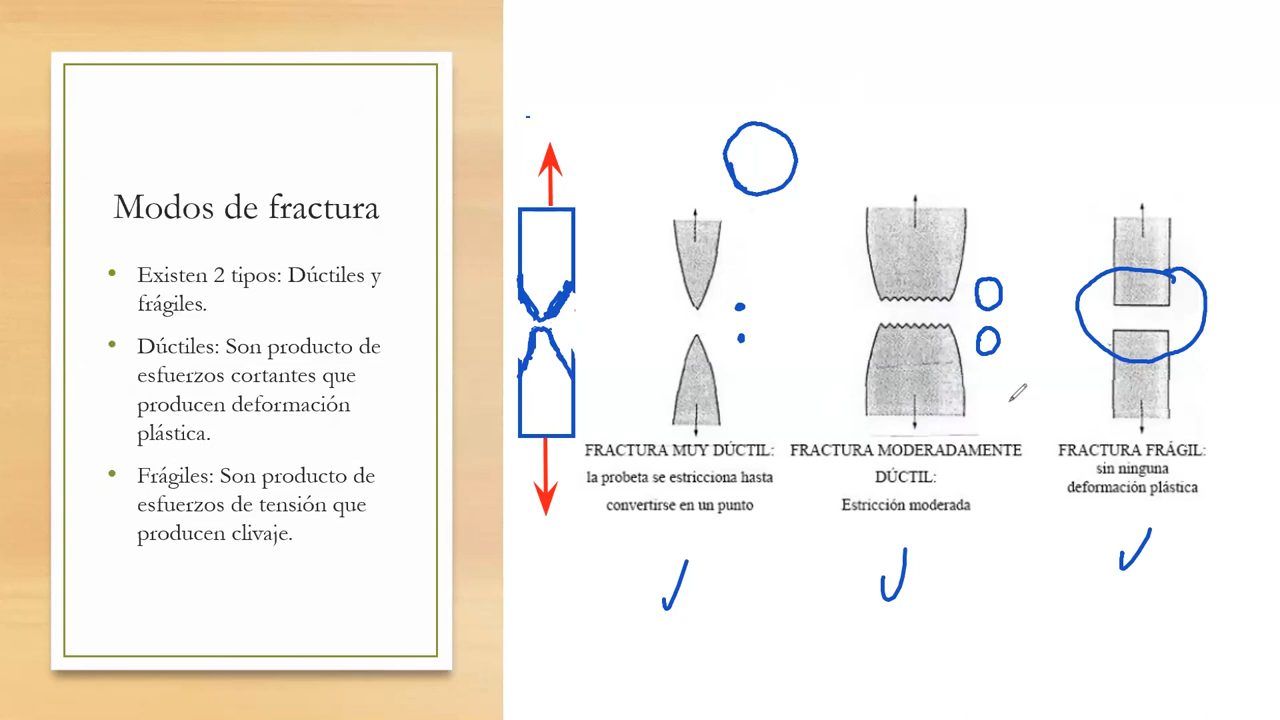 Modos de fractura
• Existen 2 tipos: Dúctiles y
frágiles.
• Dúctiles: Son producto de
esfuerzos cortantes que
producen deformación
plástica.
• Frágiles: Son producto de
esfuerzos de tensión que
producen clivaje.
FRACTURA MUY DÚCTIL:
la probeta se estricciona hasta
convertirse en un punto
FRACTURA MODERADAMENTE
DÚCTIL:
Estricción moderada
FRACTURA FRÁGIL:
sin ninguna
deformación plástica